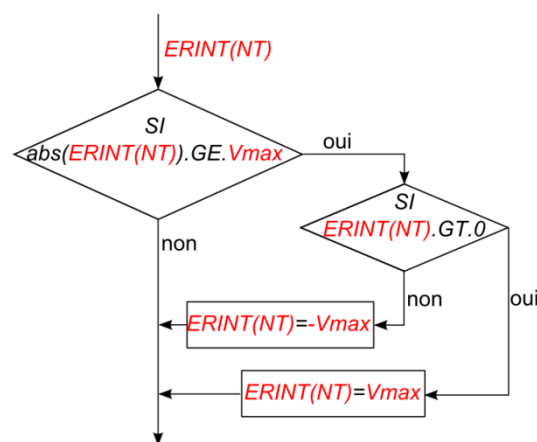 ERINT(NT)
SI
abs(ERINT(NT)).GE.Vmax
oui
SI
ERINT(NT).GT.0
non
non
oui
ERINT(NT)=-Vmax
ERINT(NT)=Vmax